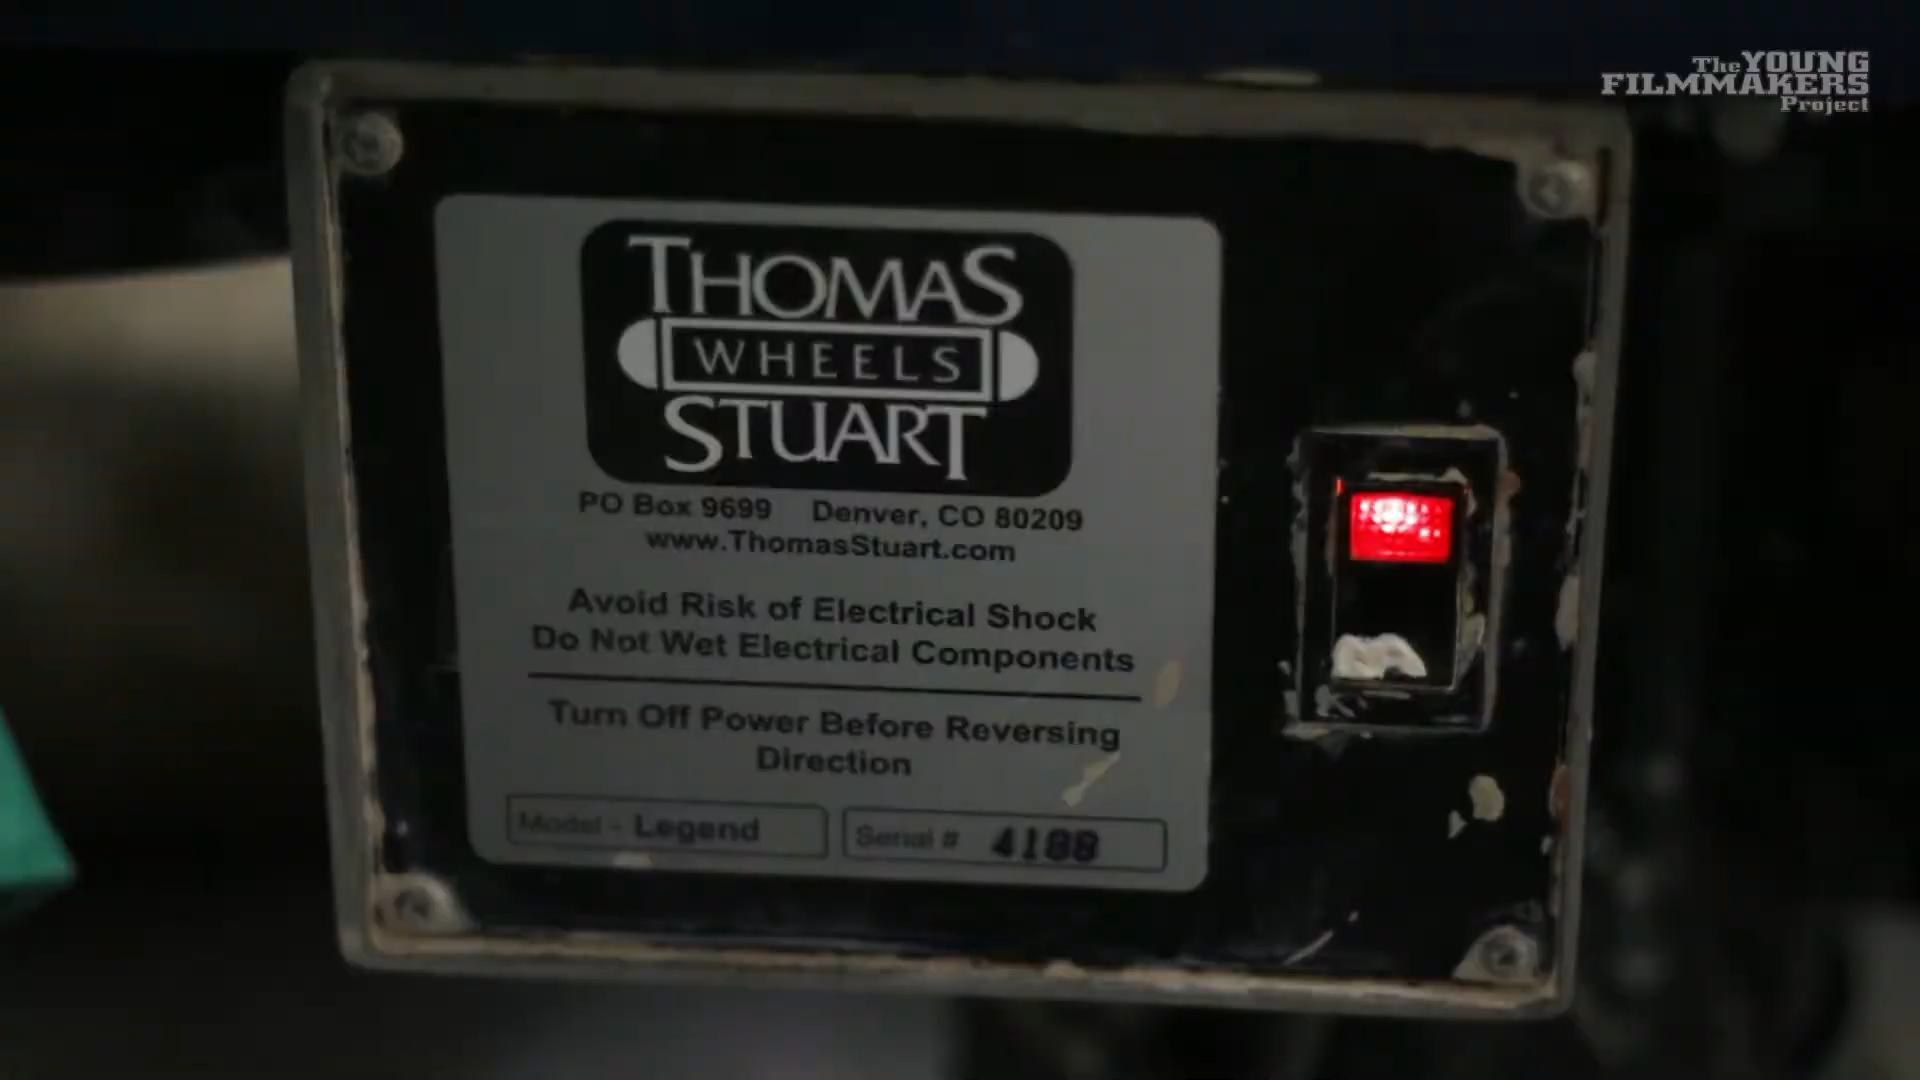 The YOUNG
FILMMAKERS
Project
THOMAS
WHEELS
STUART
PO Box 9699 Denver, CO 80209
www.ThomasStuart.com
Avoid Risk of Electrical Shock
Do Not Wet Electrical Components
Turn Off Power Before Reversing
Direction
Model - Legend
Serial # 4188